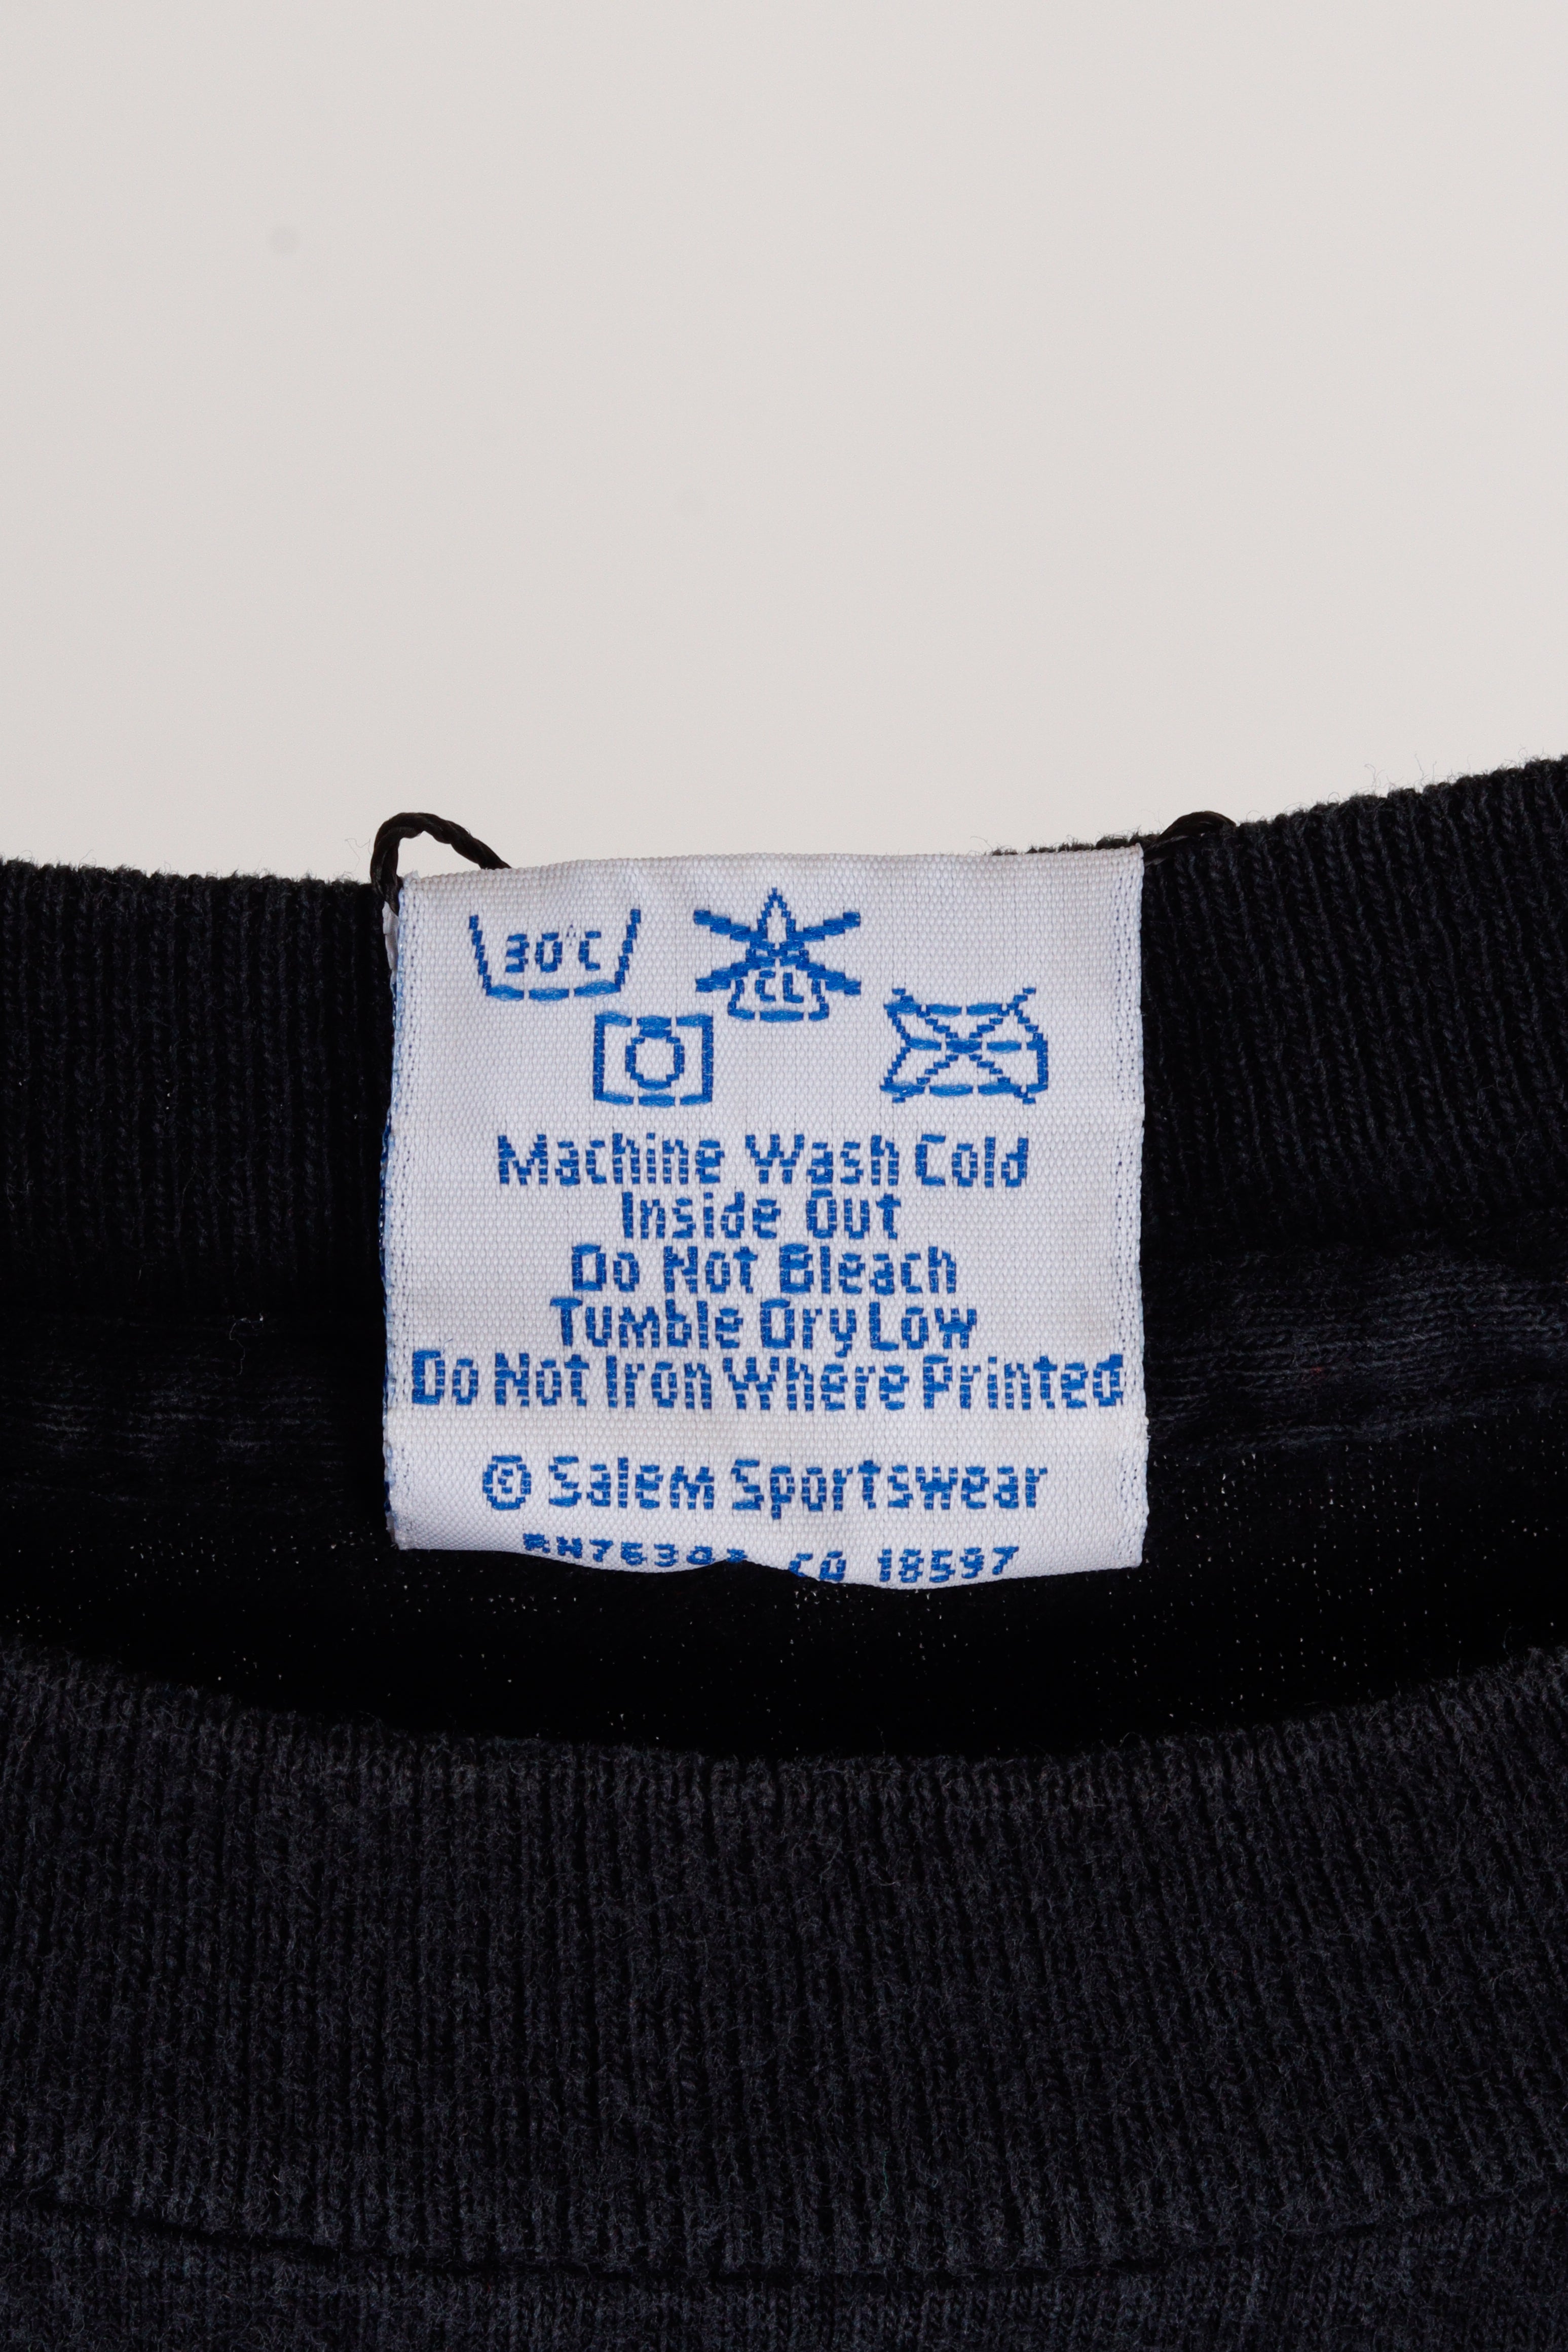 30°C
CL
Machine Wash Cold
Inside Out
Do Not Bleach
Tumble Dry Low
Do Not Iron Where Printed
© Salem Sportswear
CA 18597